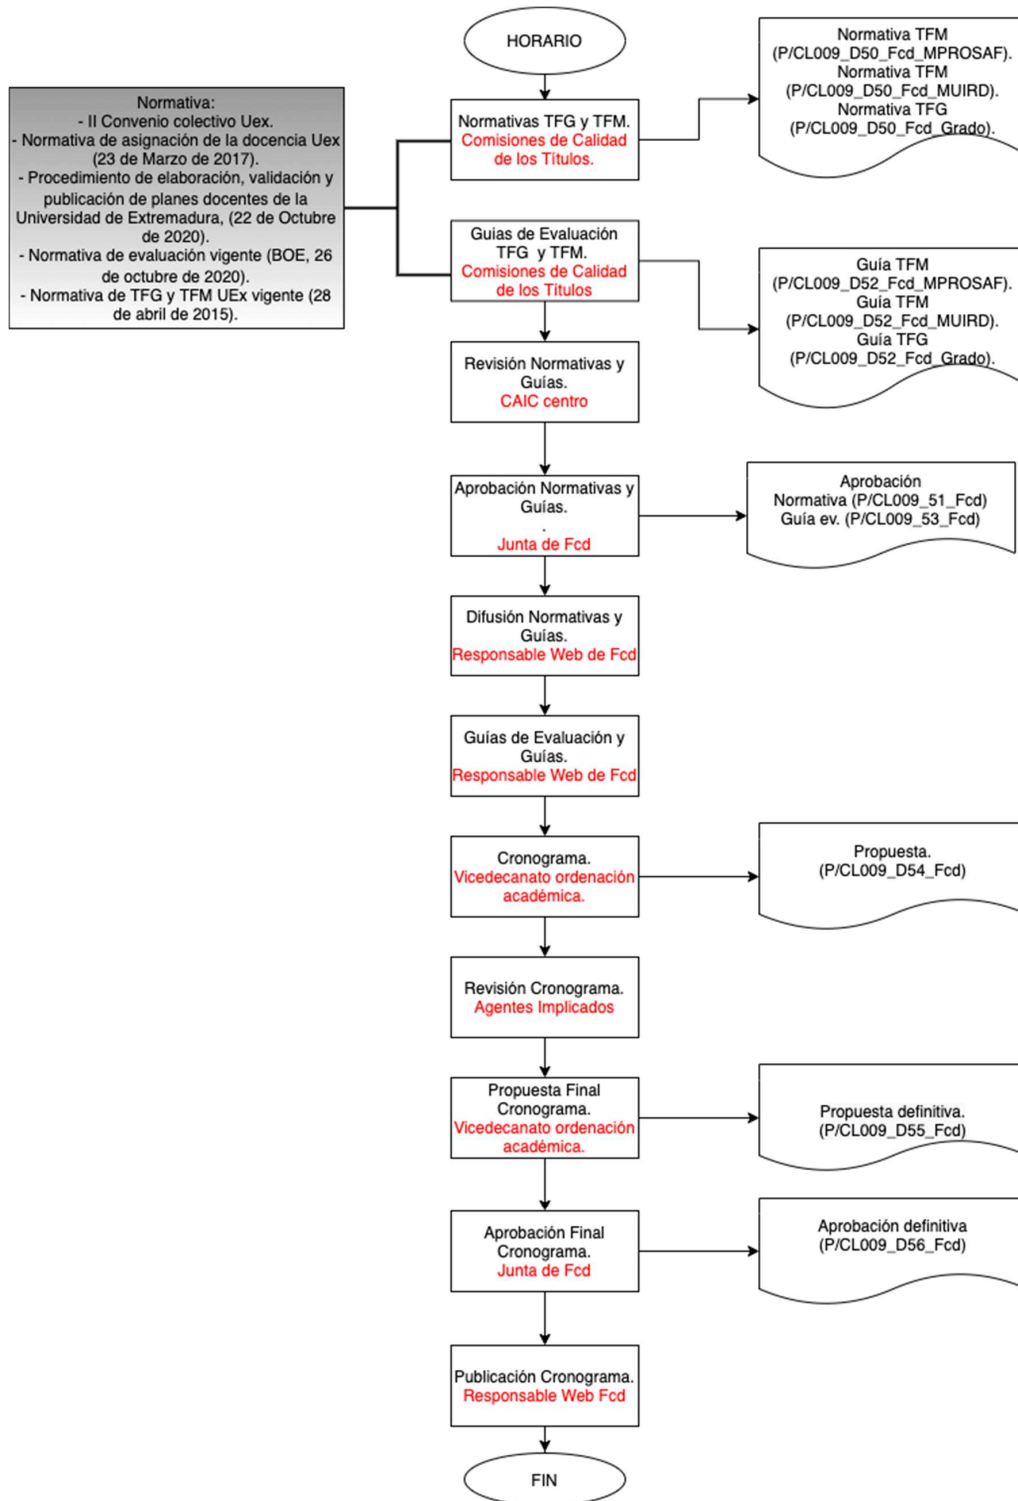 HORARIO
Normativa:
- II Convenio colectivo Uex.
- Normativa de asignación de la docencia Uex
(23 de Marzo de 2017).
- Procedimiento de elaboración, validación y
publicación de planes docentes de la
Universidad de Extremadura, (22 de Octubre
de 2020).
- Normativa de evaluación vigente (BOE, 26
de octubre de 2020).
- Normativa de TFG y TFM UEx vigente (28
de abril de 2015).
Normativas TFG y TFM.
Comisiones de Calidad
de los Títulos.
Normativa TFM
(P/CL009_D50_Fcd_MPROSAF).
Normativa TFM
(P/CL009_D50_Fcd_MUIRD).
Normativa TFG
(P/CL009_D50_Fcd_Grado).
Guias de Evaluación
TFG y TFM.
Comisiones de Calidad
de los Títulos
Guía TFM
(P/CL009_D52_Fcd_MPROSAF).
Guía TFM
(P/CL009_D52_Fcd_MUIRD).
Guía TFG
(P/CL009_D52_Fcd_Grado).
Revisión Normativas y
Guías.
CAIC centro
Aprobación Normativas y
Guías.
.
Junta de Fcd
Aprobación
Normativa (P/CL009_51_Fcd)
Guía ev. (P/CL009_53_Fcd)
Difusión Normativas y
Guías.
Responsable Web de Fcd
Guías de Evaluación y
Guías.
Responsable Web de Fcd
Cronograma.
Vicedecanato ordenación
académica.
Propuesta.
(P/CL009_D54_Fcd)
Revisión Cronograma.
Agentes Implicados
Propuesta Final
Cronograma.
Vicedecanato ordenación
académica.
Propuesta definitiva.
(P/CL009_D55_Fcd)
Aprobación Final
Cronograma.
Junta de Fcd
Aprobación definitiva
(P/CL009_D56_Fcd)
Publicación Cronograma.
Responsable Web Fcd
FIN